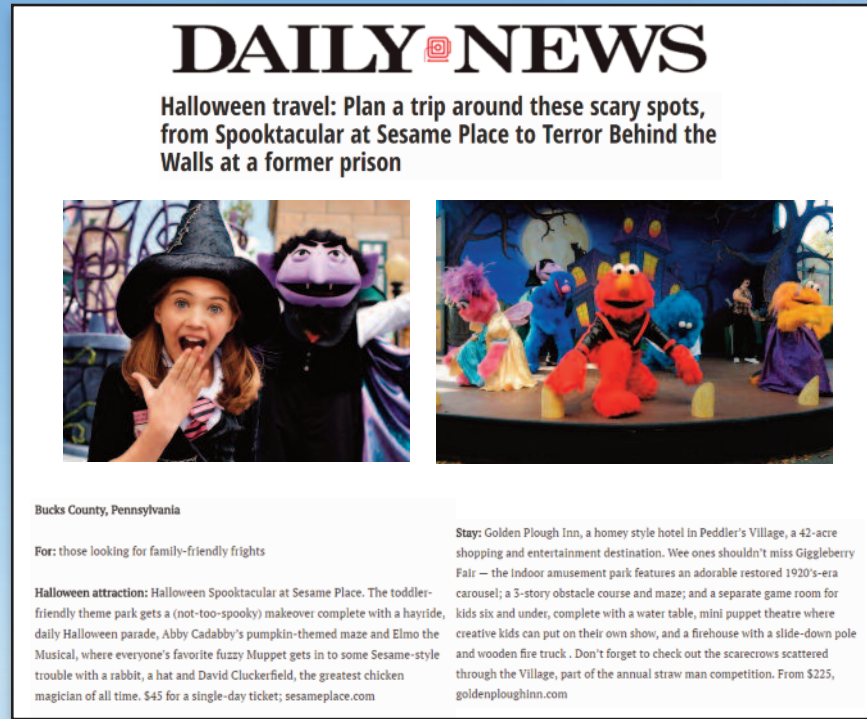 DAILY NEWS
Halloween travel: Plan a trip around these scary spots,
from Spooktacular at Sesame Place to Terror Behind the
Walls at a former prison
Bucks County, Pennsylvania
For: those looking for family-friendly frights
Halloween attraction: Halloween Spooktacular at Sesame Place. The toddler-
friendly theme park gets a (not-too-spooky) makeover complete with a hayride,
daily Halloween parade, Abby Cadabby's pumpkin-themed maze and Elmo the
Musical, where everyone's favorite fuzzy Muppet gets in to some Sesame-style
trouble with a rabbit, a hat and David Cluckerfield, the greatest chicken
magician of all time. $45 for a single-day ticket; sesameplace.com
Stay: Golden Plough Inn, a homey style hotel in Peddler's Village, a 42-acre
shopping and entertainment destination. Wee ones shouldn't miss Giggleberry
Fair — the indoor amusement park features an adorable restored 1920's-era
carousel; a 3-story obstacle course and maze; and a separate game room for
kids six and under, complete with a water table, mini puppet theatre where
creative kids can put on their own show, and a firehouse with a slide-down pole
and wooden fire truck . Don't forget to check out the scarecrows scattered
through the Village, part of the annual straw man competition. From $225,
goldenploughinn.com